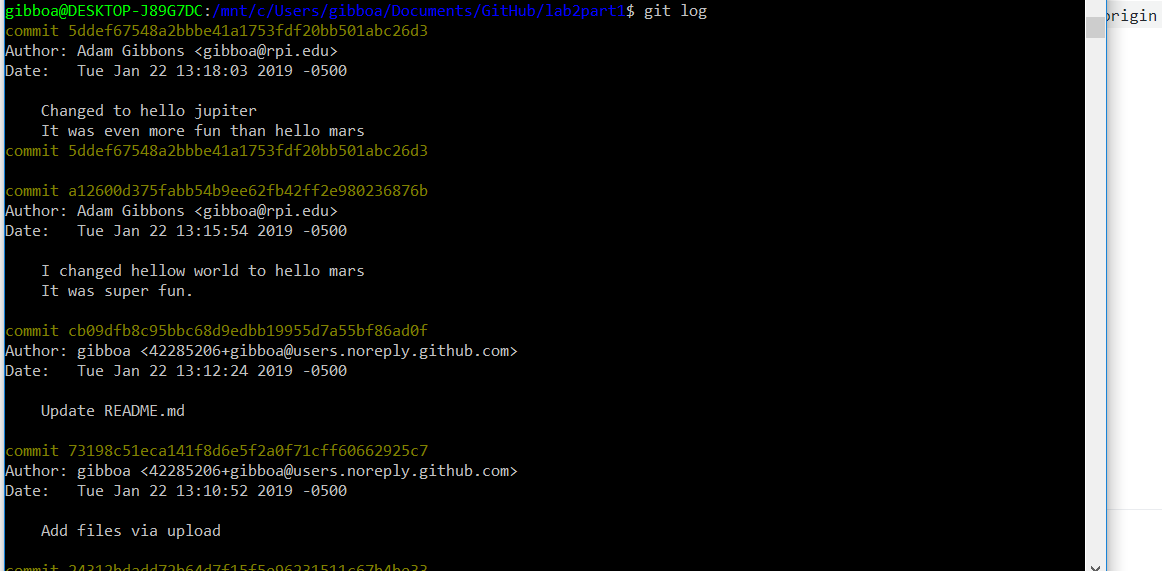 gibboa@DESKTOP-J89G7DC:/mnt/c/Users/gibboa/Documents/GitHub/lab2part1$ git log
origin
commit 5ddef67548a2bbbe41a1753fdf20bb501abc26d3
Author: Adam Gibbons <gibboa@rpi.edu>
Date:   Tue Jan 22 13:18:03 2019 -0500
Changed to hello jupiter
It was even more fun than hello mars
commit 5ddef67548a2bbbe41a1753fdf20bb501abc26d3
commit a12600d375fabb54b9ee62fb42ff2e980236876b
Author: Adam Gibbons <gibboa@rpi.edu>
Date:   Tue Jan 22 13:15:54 2019 -0500
I changed hellow world to hello mars
It was super fun.
commit cb09dfb8c95bbc68d9edbb19955d7a55bf86ad0f
Author: gibboa <42285206+gibboa@users.noreply.github.com>
Date:   Tue Jan 22 13:12:24 2019 -0500
Update README.md
commit 73198c51eca141f8d6e5f2a0f71cff60662925c7
Author: gibboa <42285206+gibboa@users.noreply.github.com>
Date:   Tue Jan 22 13:10:52 2019 -0500
Add files via upload
commit